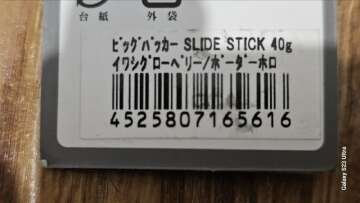 台紙 外袋
ﾋﾞｯｸﾞﾊﾞｯｶｰ SLIDE STICK 40g
ｲﾜｼｸﾞﾛｰﾍﾞﾘｰ/ﾎﾞｰﾀﾞｰﾎﾛ
4525807165616
Galaxy S23 Ultra